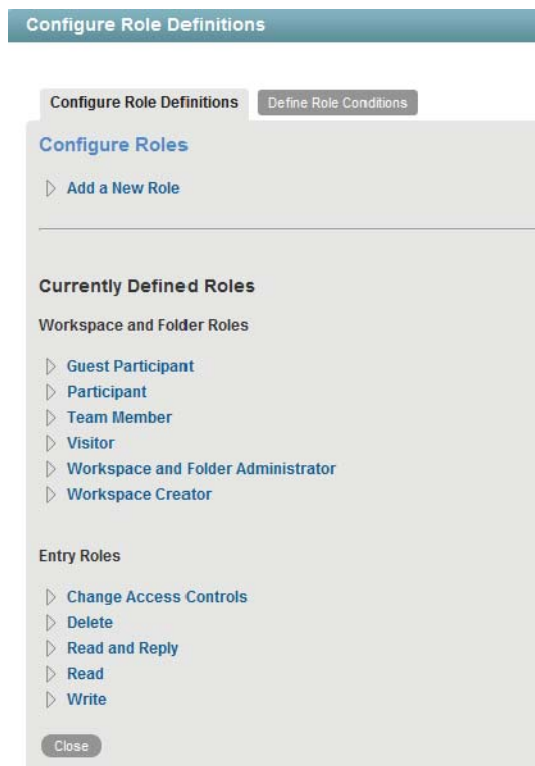 Configure Role Definitions
Configure Role Definitions Define Role Conditions
Configure Roles
Add a New Role
Currently Defined Roles
Workspace and Folder Roles
Guest Participant
Participant
Team Member
Visitor
Workspace and Folder Administrator
Workspace Creator
Entry Roles
Change Access Controls
Delete
Read and Reply
Read
Write
Close